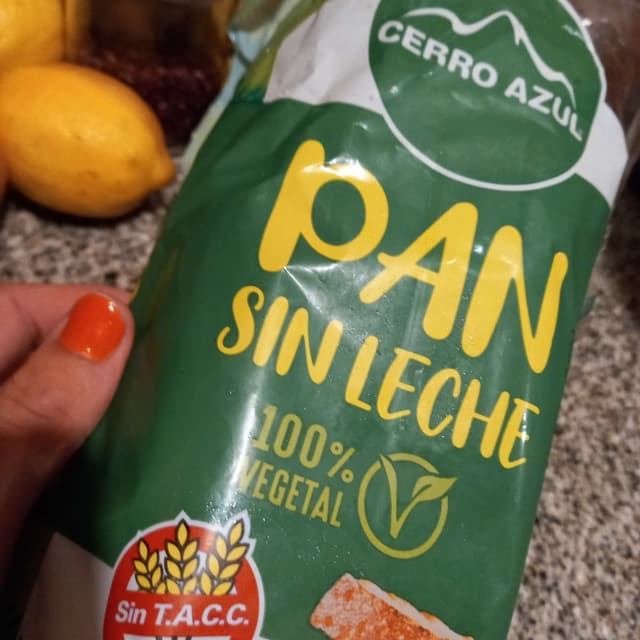 CERRO AZUL
PAN
SIN LECHE
100%
VEGETAL
Sin T.A.C.C.